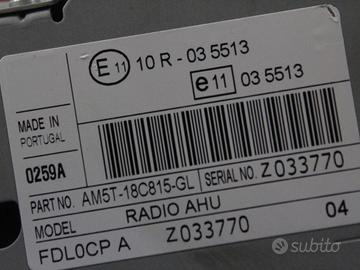 E 11 10 R - 03 5513
e 11 03 5513
MADE IN
PORTUGAL
0259A
PART NO. AM5T-18C815-GL SERIAL NO. Z033770
MODEL RADIO AHU 04
FDL0CP A Z033770
subito